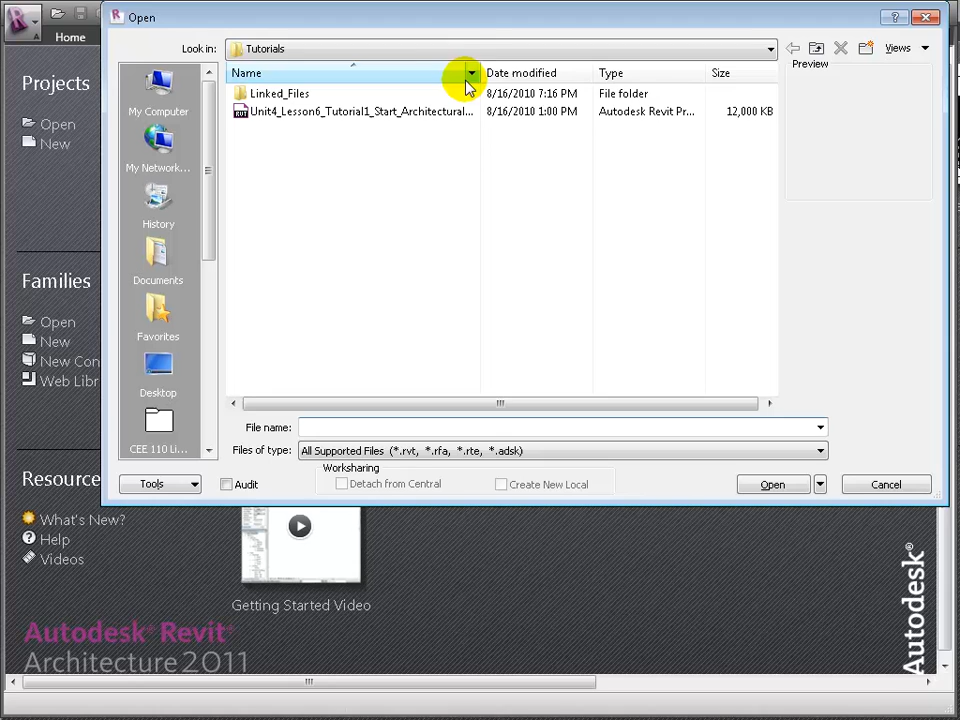 Open
Home
Look in: Tutorials
Views
Name Date modified Type Size
Preview
Linked_Files 8/16/2010 7:16 PM File folder
Unit4_Lesson6_Tutorial1_Start_Architectural... 8/16/2010 1:00 PM Autodesk Revit Pr... 12,000 KB
My Computer
My Network...
History
Documents
Favorites
Desktop
CEE 110 Li...
File name:
Files of type: All Supported Files (*.rvt, *.rfa, *.rte, *.adsk)
Worksharing
Tools Audit Detach from Central Create New Local Open Cancel
Projects
Open
New
Families
Open
New
New Con
Web Libr
Resource
What's New?
Help
Videos
Getting Started Video
Autodesk® Revit®
Architecture 2011
Autodesk®